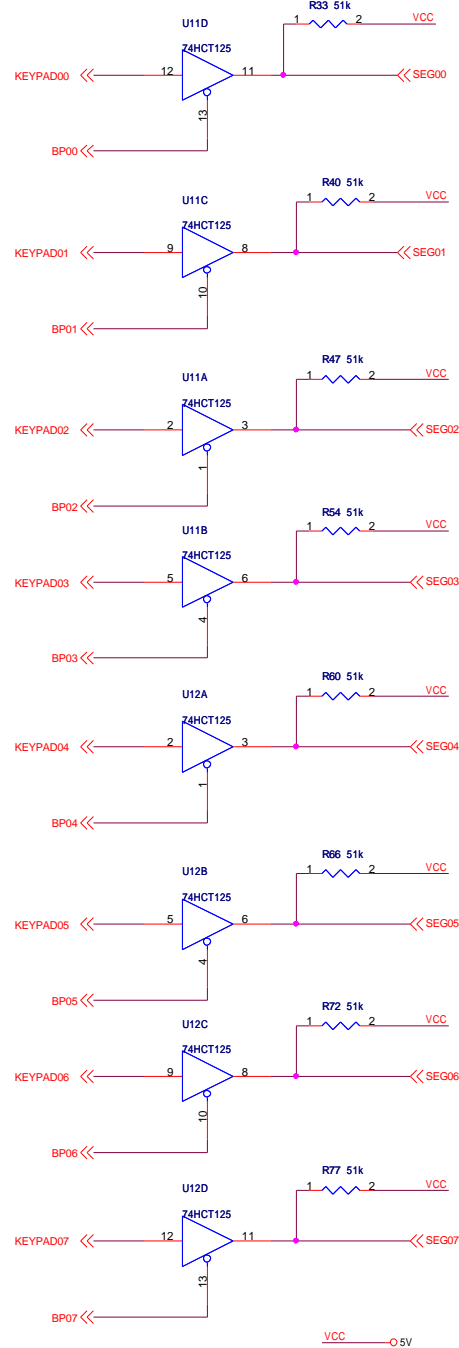 R33 51k
U11D
1 2 VCC
74HCT125
KEYPAD00 12 11 SEG00
13
BP00
R40 51k
U11C
1 2 VCC
74HCT125
KEYPAD01 9 8 SEG01
10
BP01
R47 51k
U11A
1 2 VCC
74HCT125
KEYPAD02 2 3 SEG02
1
BP02
R54 51k
U11B
1 2 VCC
74HCT125
KEYPAD03 5 6 SEG03
4
BP03
R60 51k
U12A
1 2 VCC
74HCT125
KEYPAD04 2 3 SEG04
1
BP04
R66 51k
U12B
1 2 VCC
74HCT125
KEYPAD05 5 6 SEG05
4
BP05
R72 51k
U12C
1 2 VCC
74HCT125
KEYPAD06 9 8 SEG06
10
BP06
R77 51k
U12D
1 2 VCC
74HCT125
KEYPAD07 12 11 SEG07
13
BP07
VCC 5V